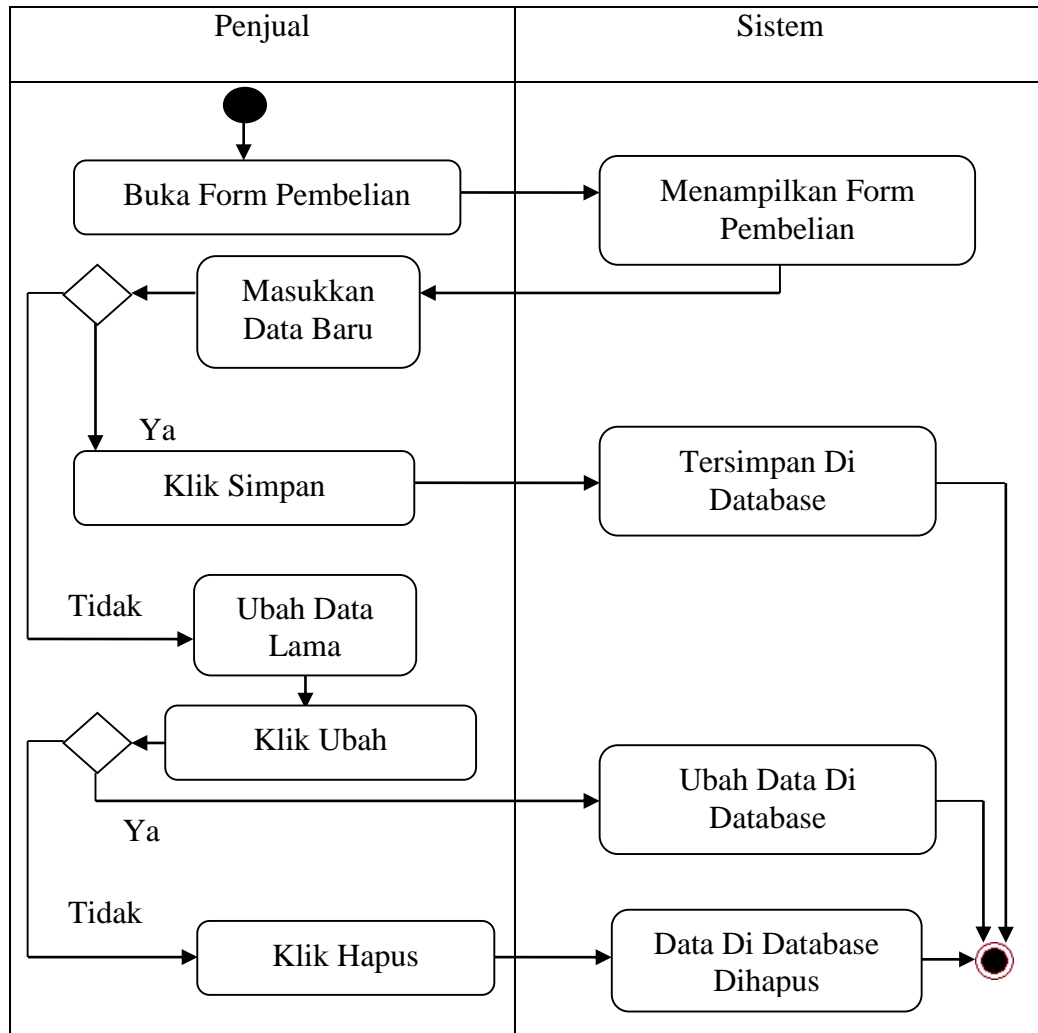 Penjual
Sistem
Buka Form Pembelian
Menampilkan Form
Pembelian
Masukkan
Data Baru
Ya
Klik Simpan
Tersimpan Di
Database
Tidak
Ubah Data
Lama
Klik Ubah
Ubah Data Di
Database
Ya
Tidak
Klik Hapus
Data Di Database
Dihapus